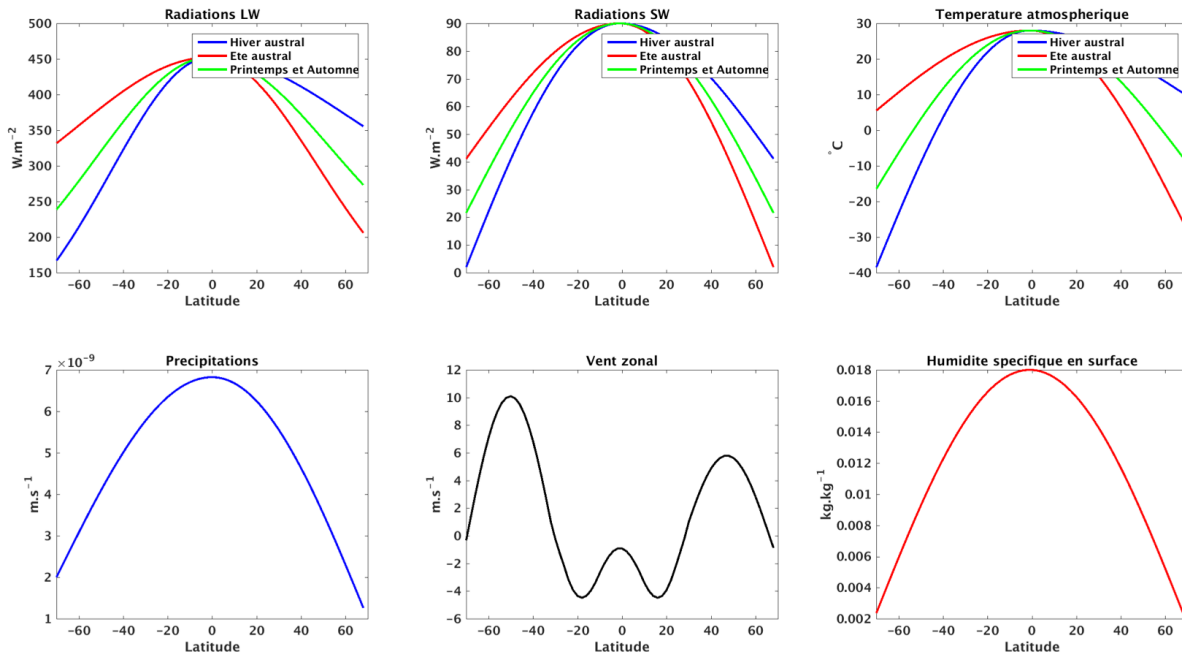 Radiations LW
500
450
400
350
300
250
200
150
W.m⁻²
-60 -40 -20 0 20 40 60
Latitude
Hiver austral
Ete austral
Printemps et Automne
Radiations SW
90
80
70
60
50
40
30
20
10
0
W.m⁻²
-60 -40 -20 0 20 40 60
Latitude
Hiver austral
Ete austral
Printemps et Automne
Temperature atmospherique
30
20
10
0
-10
-20
-30
-40
°C
-60 -40 -20 0 20 40 60
Latitude
Hiver austral
Ete austral
Printemps et Automne
Precipitations
×10⁻⁹
7
6
5
4
3
2
1
m.s⁻¹
-60 -40 -20 0 20 40 60
Latitude
Vent zonal
12
10
8
6
4
2
0
-2
-4
-6
m.s⁻¹
-60 -40 -20 0 20 40 60
Latitude
Humidite specifique en surface
0.018
0.016
0.014
0.012
0.01
0.008
0.006
0.004
0.002
kg.kg⁻¹
-60 -40 -20 0 20 40 60
Latitude